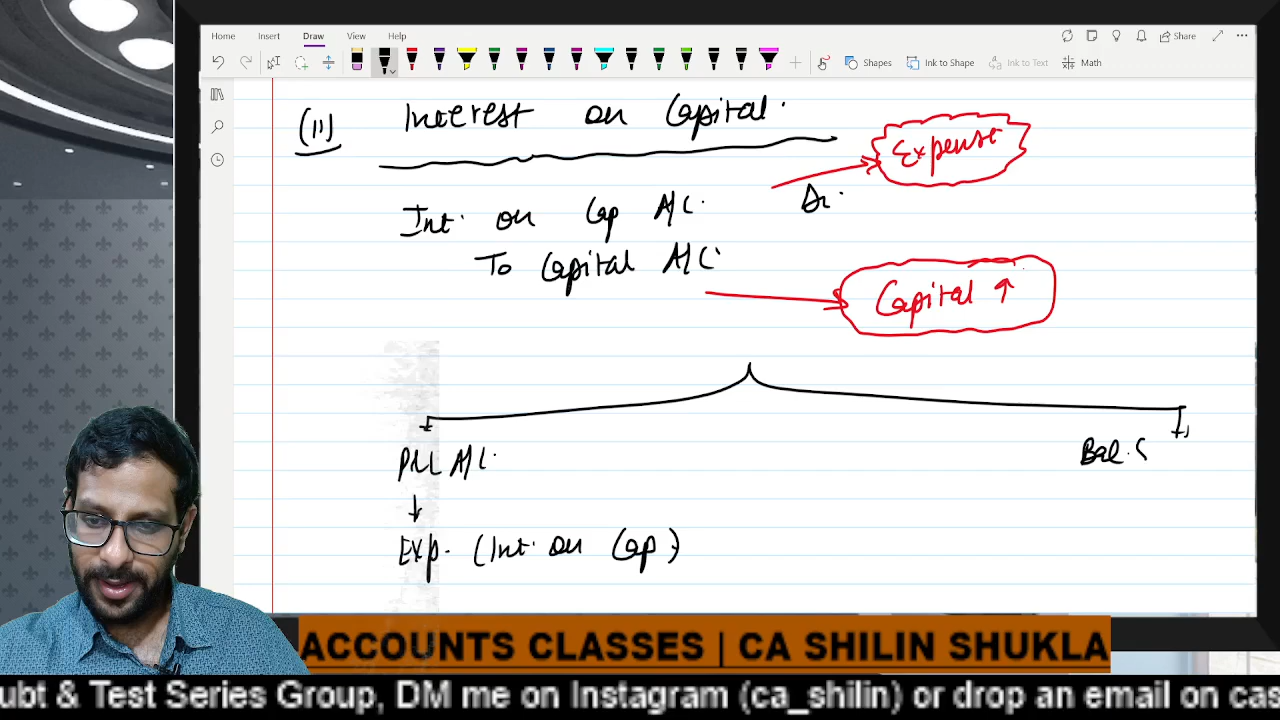 Home Insert Draw View Help
Share
Shapes Ink to Shape Ink to Text Math
(11) Interest on Capital.
Expense
Int. on Cap A/c. Dr.
To Capital A/c
Capital ↑
P&L A/c. Bal. S
Exp. (Int. on Cap)
ACCOUNTS CLASSES | CA SHILIN SHUKLA
& Test Series Group, DM me on Instagram (ca_shilin) or drop an email on cas